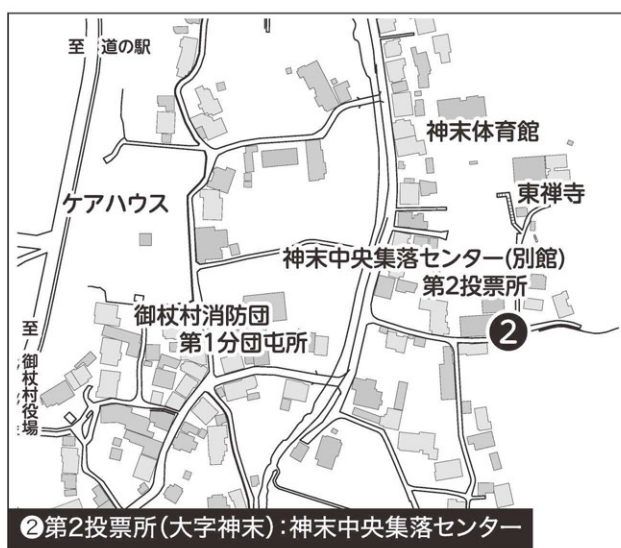 至 道の駅
神末体育館
東禅寺
ケアハウス
神末中央集落センター(別館)
第2投票所
御杖村消防団
第1分団屯所
2
至/御杖村役場
❷第2投票所(大字神末):神末中央集落センター